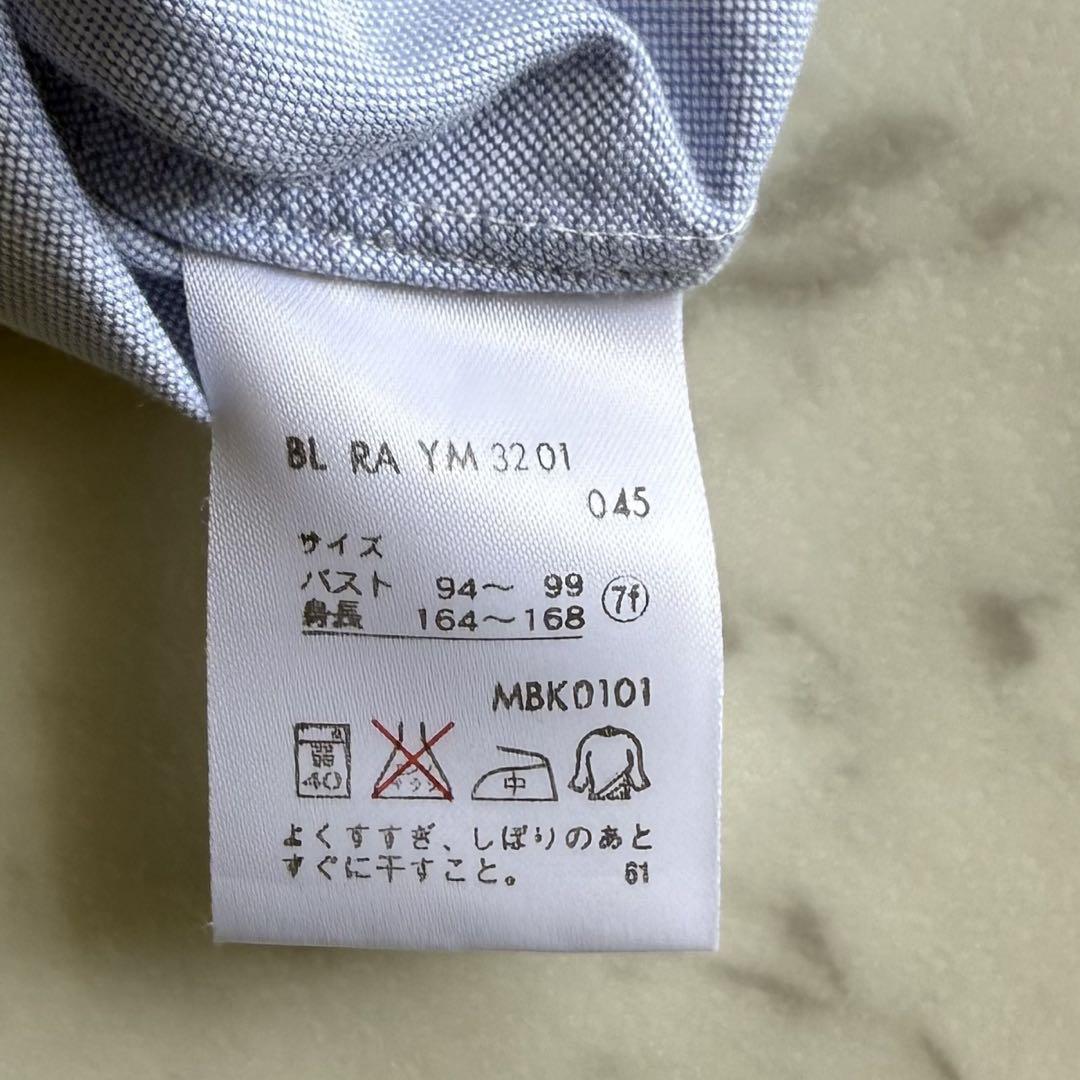 BL RA YM 3201
045
サイズ
バスト 94～ 99 7f
身長 164～168
MBK0101
40 中
よくすすぎ、しぼりのあと
すぐに干すこと。 61